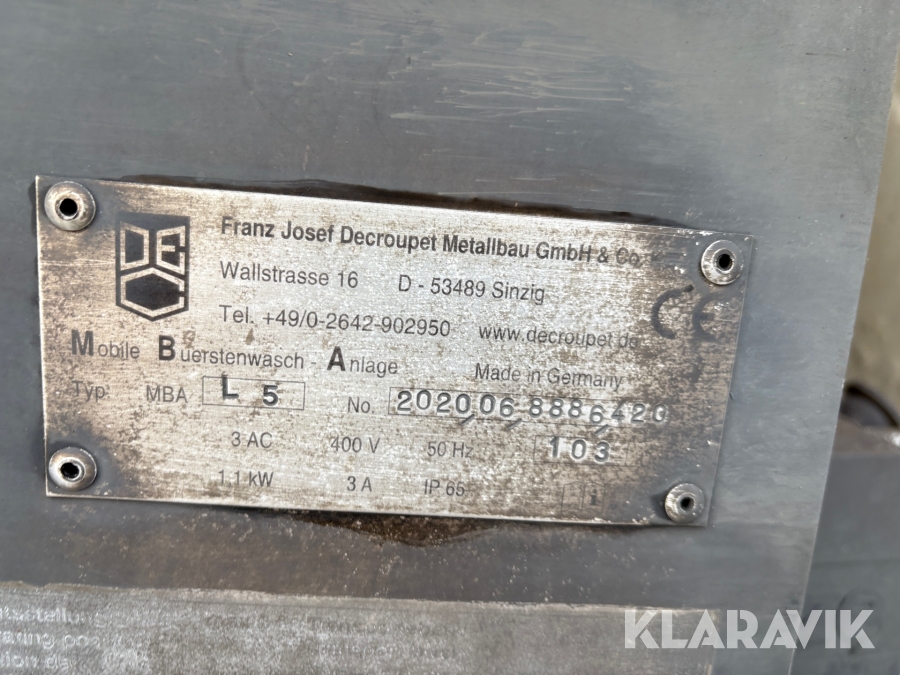 DEC
Franz Josef Decroupet Metallbau GmbH & Co.
Wallstrasse 16 D - 53489 Sinzig
Tel. +49/0-2642-902950 www.decroupet.de
CE
Mobile Buerstenwasch - Anlage Made in Germany
Typ: MBA L 5 No. 202006 8886420
3 AC 400 V 50 Hz 103
1,1 kW 3 A IP 65
KLARAVIK